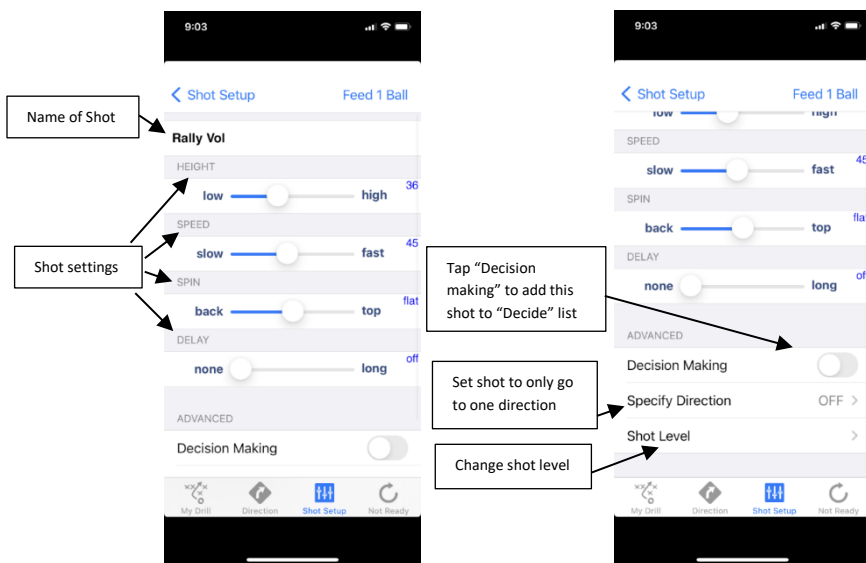 Name of Shot
Shot settings
9:03
Shot Setup
Feed 1 Ball
Rally Vol
HEIGHT
low
high
36
SPEED
slow
fast
45
SPIN
back
top
flat
DELAY
none
long
off
ADVANCED
Decision Making
My Drill
Direction
Shot Setup
Not Ready
Tap “Decision
making” to add this
shot to “Decide” list
Set shot to only go
to one direction
Change shot level
9:03
Shot Setup
Feed 1 Ball
low
high
SPEED
slow
fast
45
SPIN
back
top
flat
DELAY
none
long
off
ADVANCED
Decision Making
Specify Direction
OFF
Shot Level
My Drill
Direction
Shot Setup
Not Ready